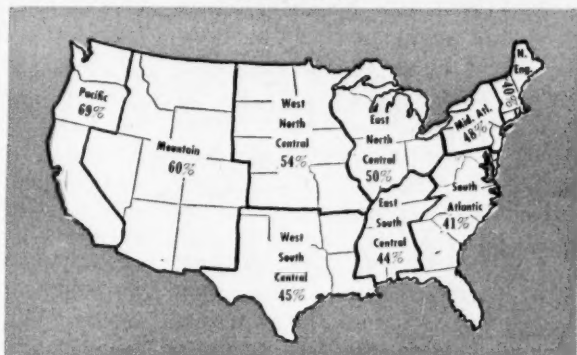 Pacific
69%
Mountain
60%
West
North
Central
54%
East
North
Central
50%
N.
Eng.
40%
Mid. Atl.
48%
South
Atlantic
41%
East
South
Central
44%
West
South
Central
45%